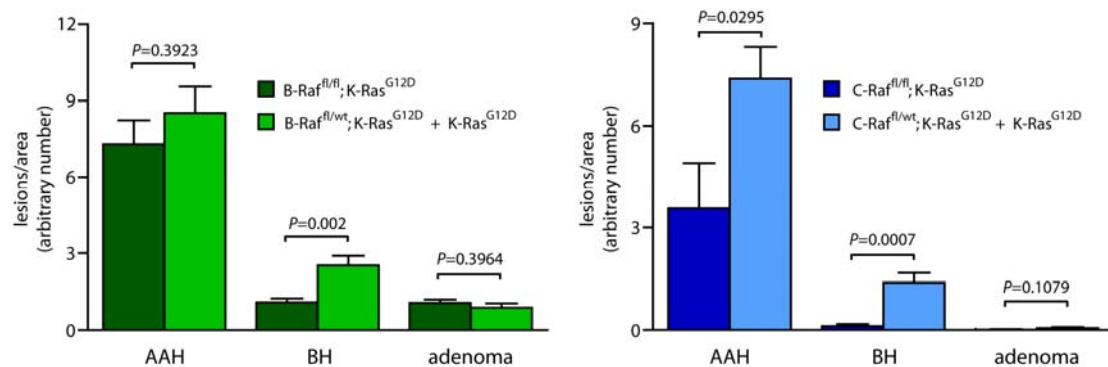 12
9
6
3
0
lesions/area
(arbitrary number)
P=0.3923
P=0.002
P=0.3964
B-Raf^fl/fl;K-Ras^G12D
B-Raf^fl/wt;K-Ras^G12D + K-Ras^G12D
AAH
BH
adenoma
9
6
3
0
lesions/area
(arbitrary number)
P=0.0295
P=0.0007
P=0.1079
C-Raf^fl/fl;K-Ras^G12D
C-Raf^fl/wt;K-Ras^G12D + K-Ras^G12D
AAH
BH
adenoma